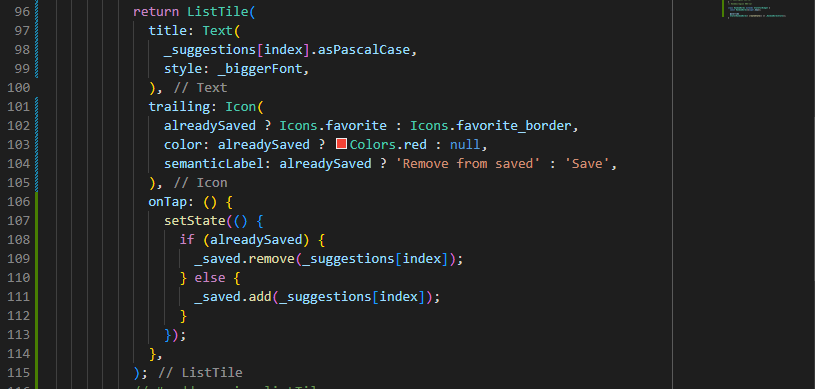 96 return ListTile(
97 title: Text(
98 _suggestions[index].asPascalCase,
99 style: _biggerFont,
100 ), // Text
101 trailing: Icon(
102 alreadySaved ? Icons.favorite : Icons.favorite_border,
103 color: alreadySaved ? Colors.red : null,
104 semanticLabel: alreadySaved ? 'Remove from saved' : 'Save',
105 ), // Icon
106 onTap: () {
107 setState(() {
108 if (alreadySaved) {
109 _saved.remove(_suggestions[index]);
110 } else {
111 _saved.add(_suggestions[index]);
112 }
113 });
114 },
115 ); // ListTile